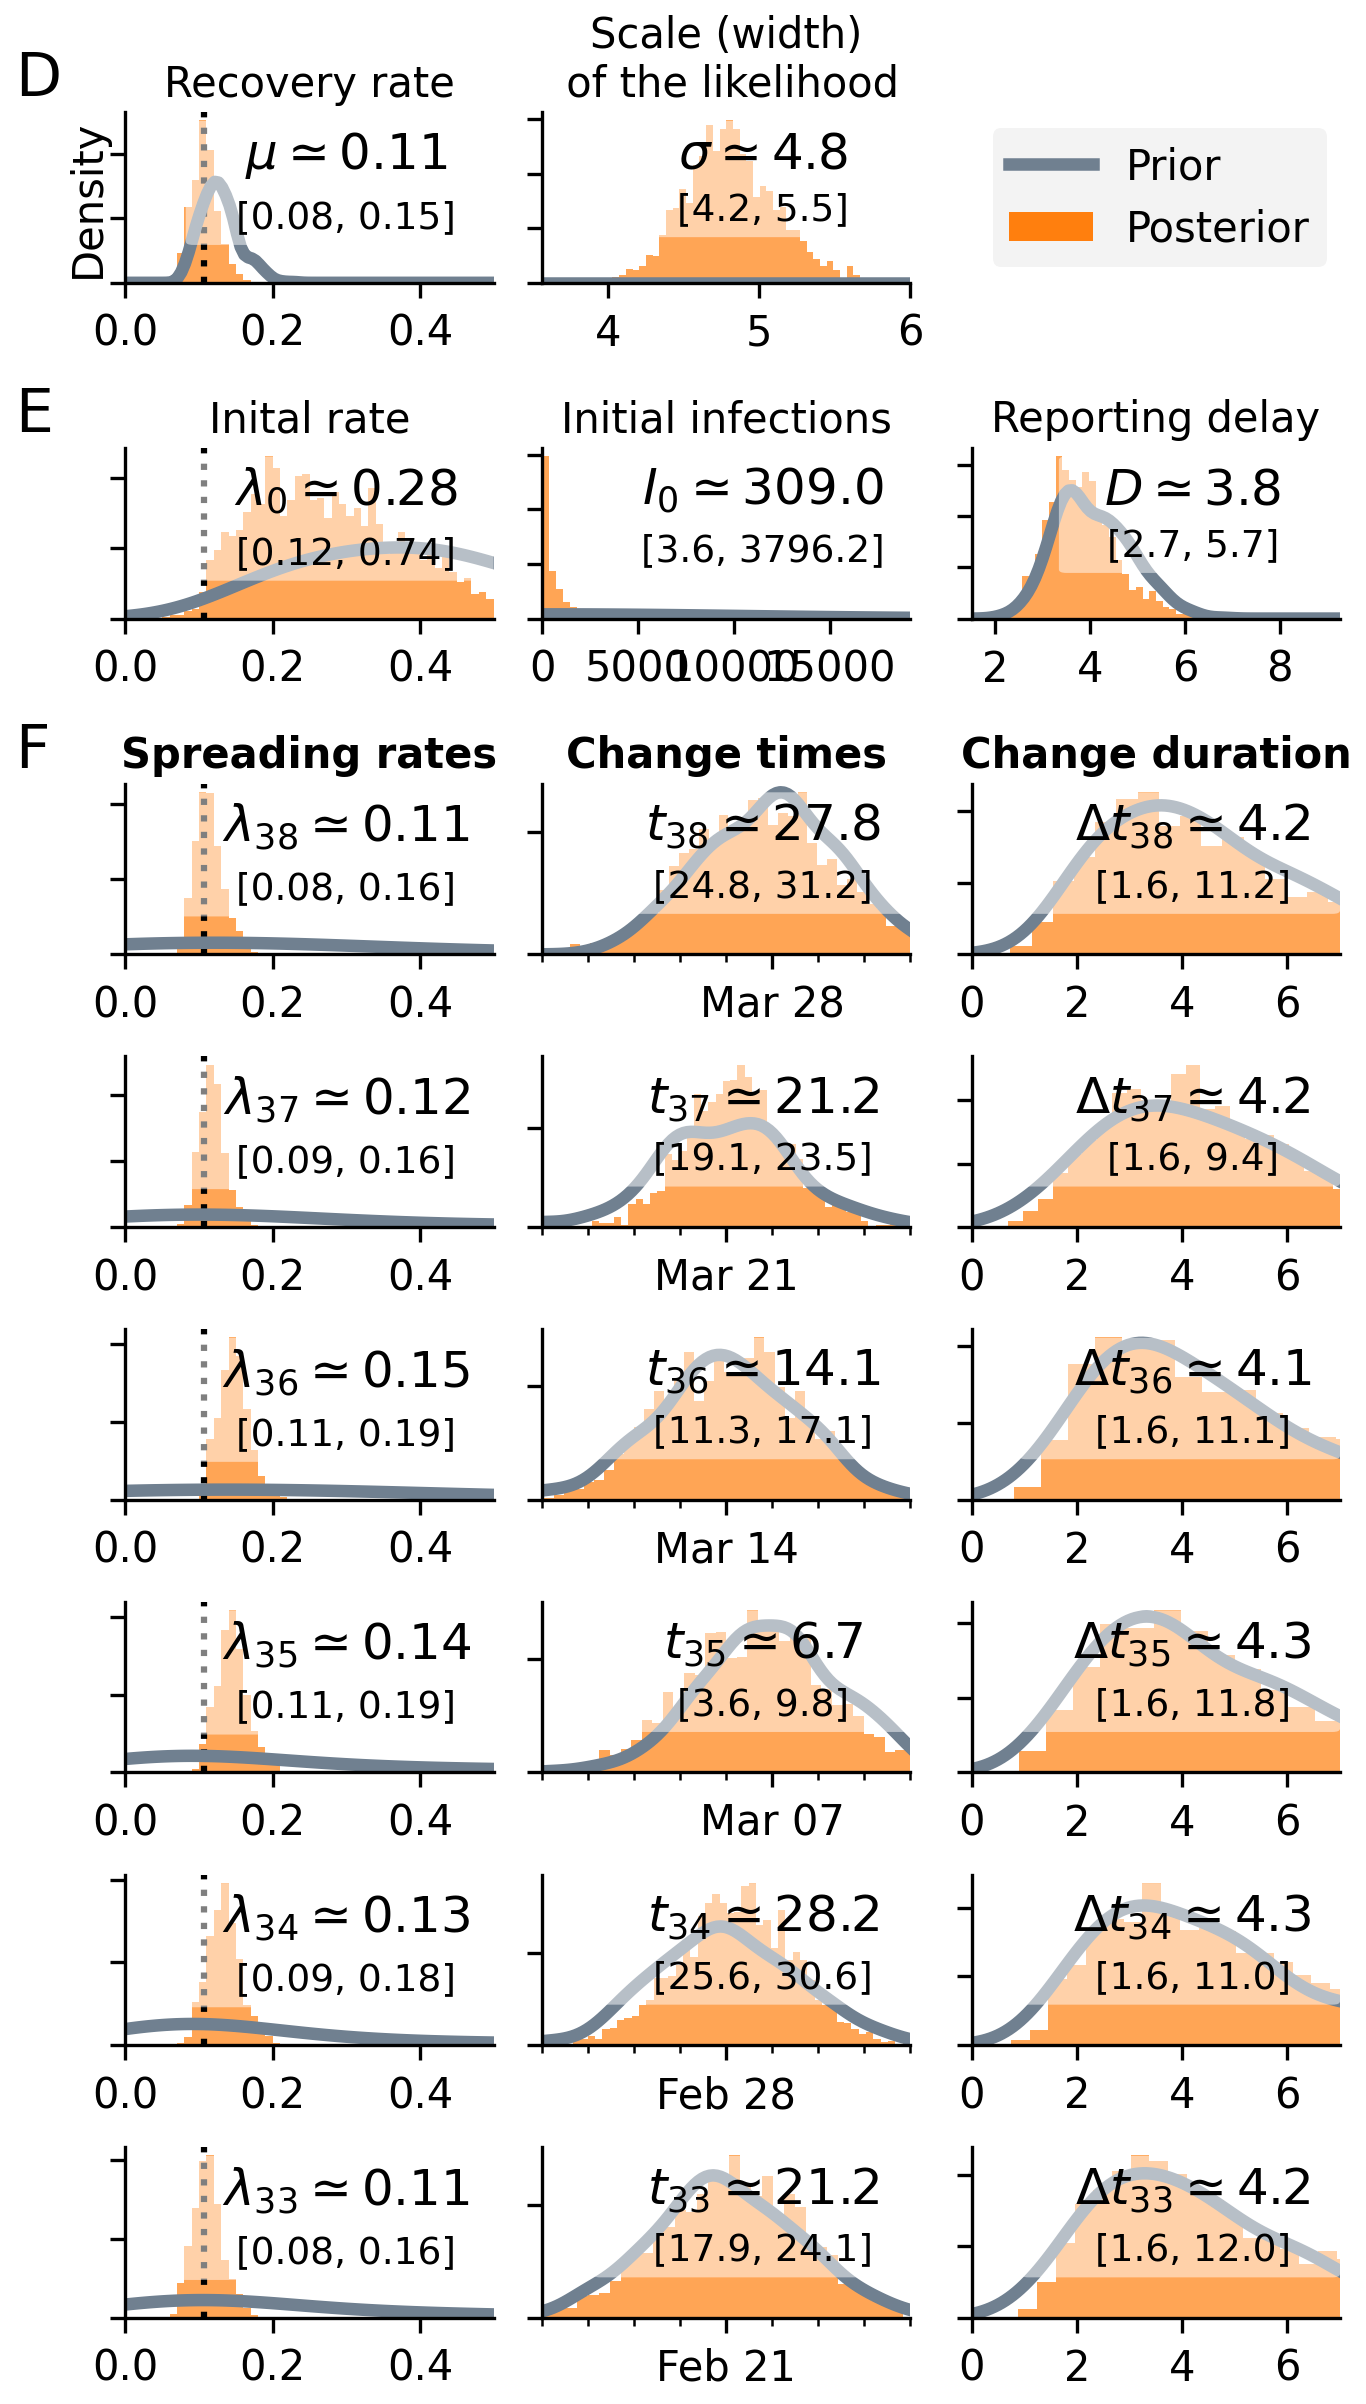 D
Recovery rate
Scale (width)
of the likelihood
Density
μ ≃ 0.11
[0.08, 0.15]
σ ≃ 4.8
[4.2, 5.5]
Prior
Posterior
0.0 0.2 0.4
4 5 6
E
Inital rate
Initial infections
Reporting delay
λ₀ ≃ 0.28
[0.12, 0.74]
I₀ ≃ 309.0
[3.6, 3796.2]
D ≃ 3.8
[2.7, 5.7]
0.0 0.2 0.4
0 5000 10000 15000
2 4 6 8
F
Spreading rates
Change times
Change duration
λ₃₈ ≃ 0.11
[0.08, 0.16]
t₃₈ ≃ 27.8
[24.8, 31.2]
Δt₃₈ ≃ 4.2
[1.6, 11.2]
0.0 0.2 0.4
Mar 28
0 2 4 6
λ₃₇ ≃ 0.12
[0.09, 0.16]
t₃₇ ≃ 21.2
[19.1, 23.5]
Δt₃₇ ≃ 4.2
[1.6, 9.4]
0.0 0.2 0.4
Mar 21
0 2 4 6
λ₃₆ ≃ 0.15
[0.11, 0.19]
t₃₆ ≃ 14.1
[11.3, 17.1]
Δt₃₆ ≃ 4.1
[1.6, 11.1]
0.0 0.2 0.4
Mar 14
0 2 4 6
λ₃₅ ≃ 0.14
[0.11, 0.19]
t₃₅ ≃ 6.7
[3.6, 9.8]
Δt₃₅ ≃ 4.3
[1.6, 11.8]
0.0 0.2 0.4
Mar 07
0 2 4 6
λ₃₄ ≃ 0.13
[0.09, 0.18]
t₃₄ ≃ 28.2
[25.6, 30.6]
Δt₃₄ ≃ 4.3
[1.6, 11.0]
0.0 0.2 0.4
Feb 28
0 2 4 6
λ₃₃ ≃ 0.11
[0.08, 0.16]
t₃₃ ≃ 21.2
[17.9, 24.1]
Δt₃₃ ≃ 4.2
[1.6, 12.0]
0.0 0.2 0.4
Feb 21
0 2 4 6